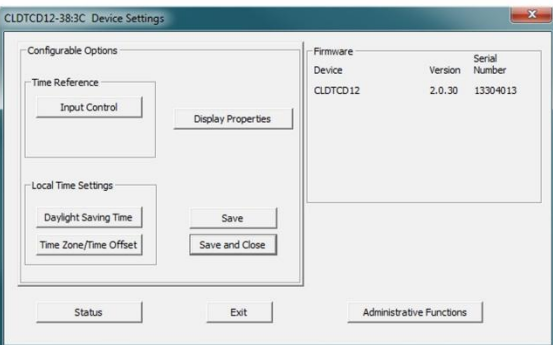 CLDTCD12-38:3C Device Settings
Configurable Options
Time Reference
Input Control
Display Properties
Local Time Settings
Daylight Saving Time
Save
Time Zone/Time Offset
Save and Close
Firmware
Serial
Device Version Number
CLDTCD12 2.0.30 13304013
Status
Exit
Administrative Functions